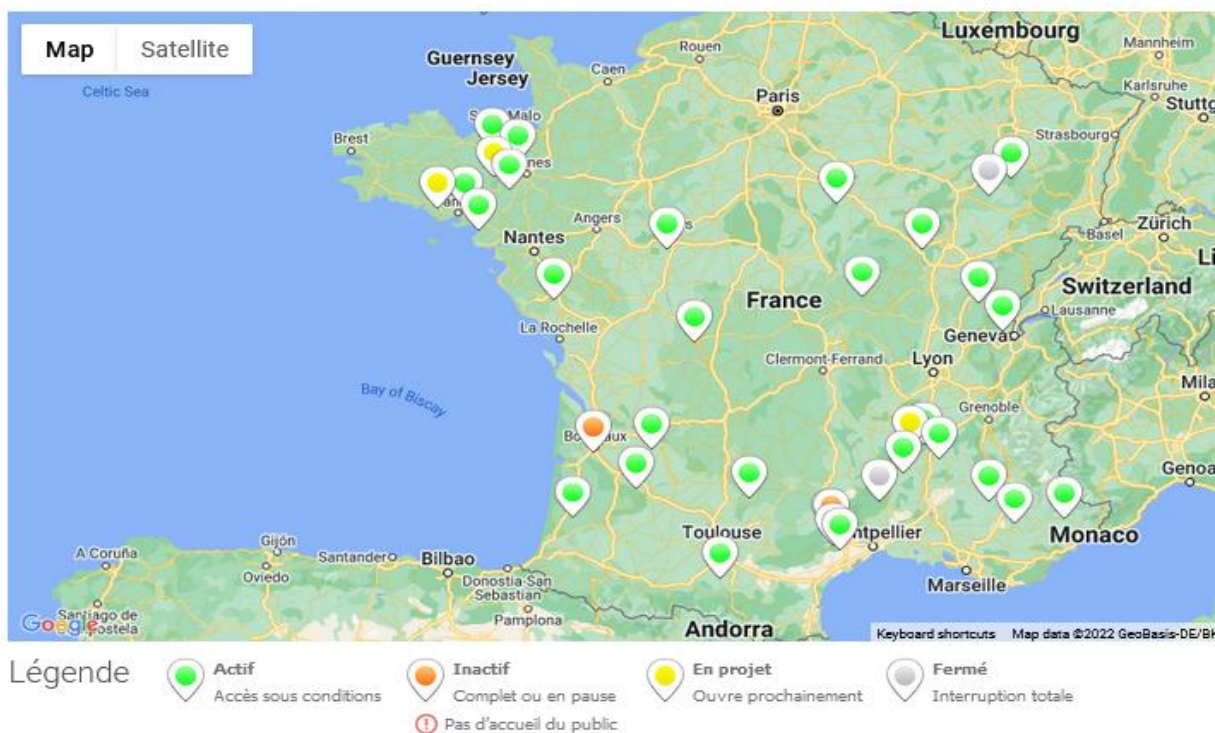 Map Satellite
Luxembourg
Mannheim
Guernsey
Jersey
Rouen
Caen
Karlsruhe
Celtic Sea
Paris
Brest
Strasbourg
Angers
Nantes
Basel
Zürich
France
Switzerland
La Rochelle
Lausanne
Geneva
Clermont-Ferrand
Lyon
Bay of Biscay
Grenoble
Genoa
Toulouse
Monaco
A Coruña
Gijón
Santander
Bilbao
Oviedo
Donostia-San
Sebastian
Marseille
Pamplona
Santiago de
Google
Andorra
Keyboard shortcuts Map data ©2022 GeoBasis-DE/BK
Légende
Actif
Accès sous conditions
Inactif
Complet ou en pause
Pas d'accueil du public
En projet
Ouvre prochainement
Fermé
Interruption totale